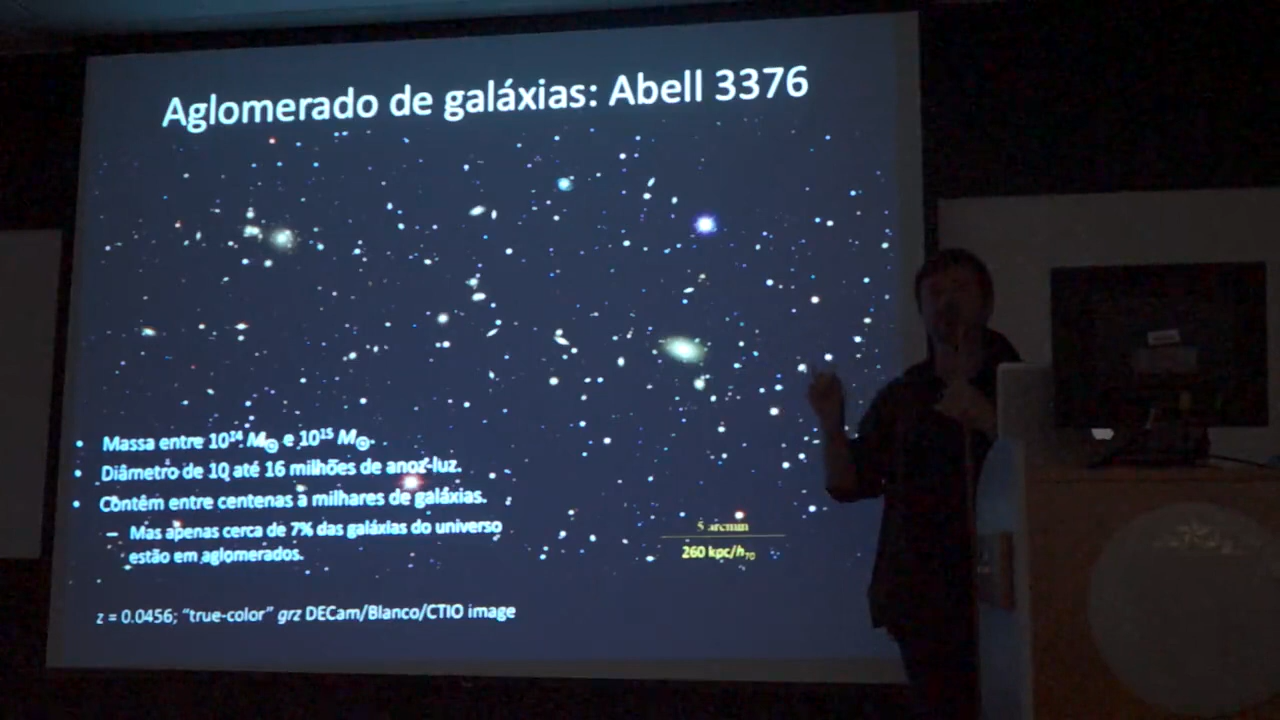 Aglomerado de galáxias: Abell 3376
• Massa entre 10¹⁴ M☉ e 10¹⁵ M☉.
• Diâmetro de 10 até 16 milhões de anos-luz.
• Contêm entre centenas a milhares de galáxias.
– Mas apenas cerca de 7% das galáxias do universo
estão em aglomerados.
5 arcmin
260 kpc/h₇₀
z = 0.0456; “true-color” grz DECam/Blanco/CTIO image